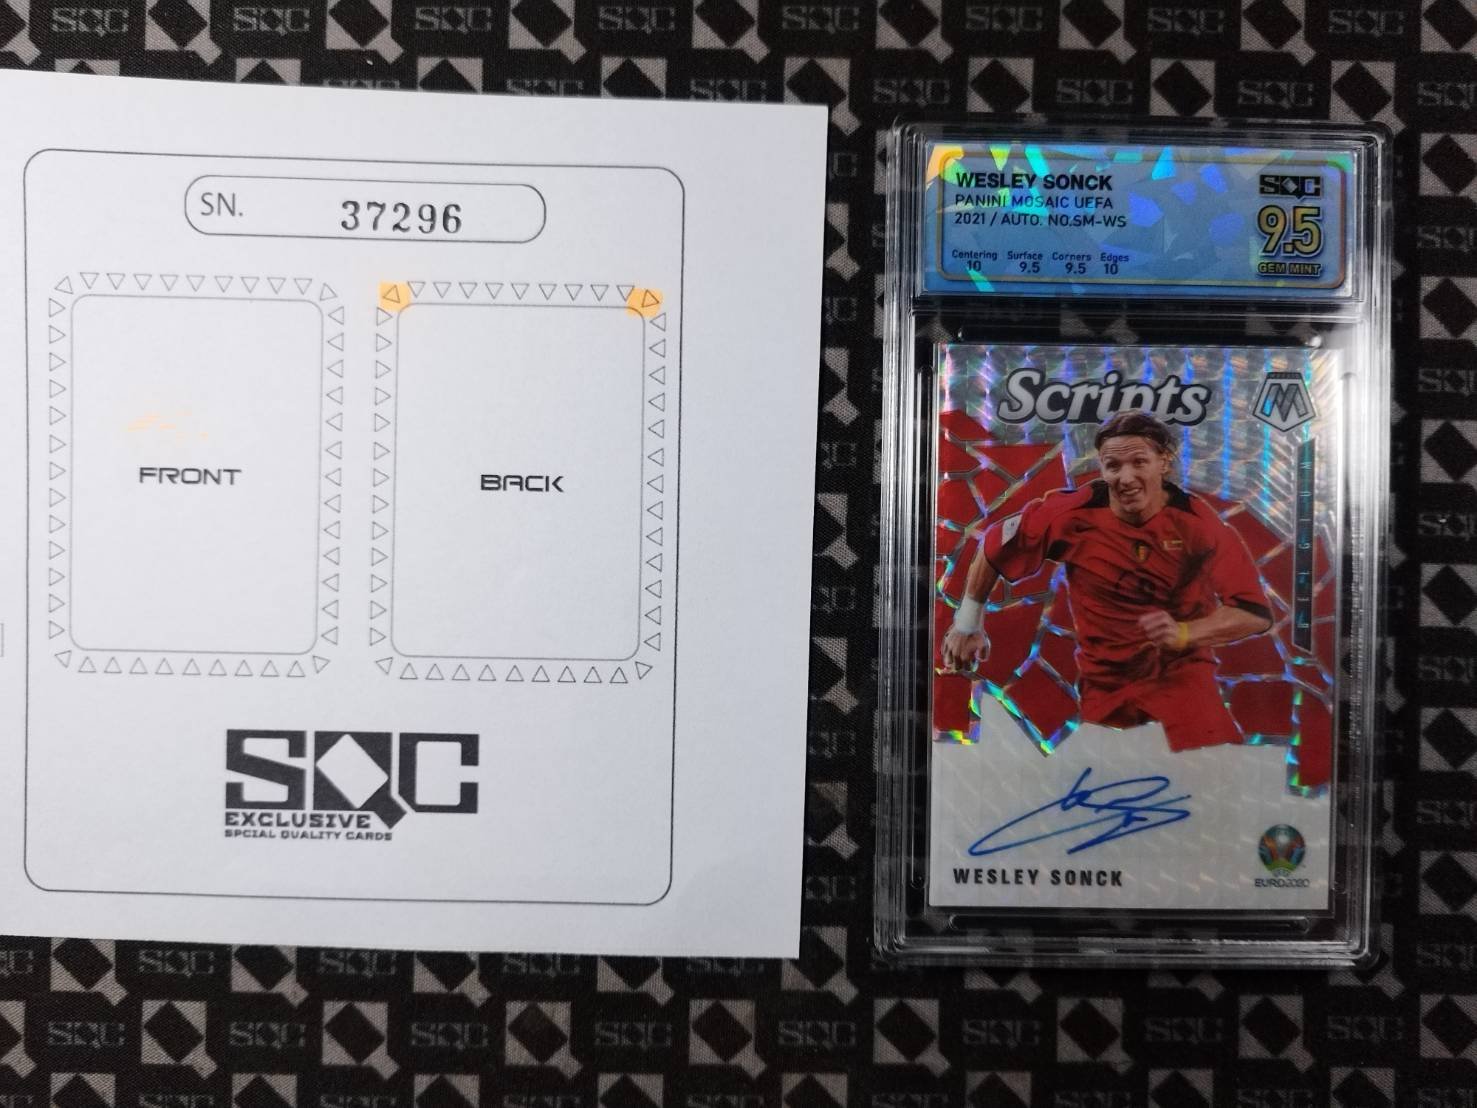 SN. 37296
FRONT
BACK
SQC
EXCLUSIVE
SPCIAL QUALITY CARDS
WESLEY SONCK
PANINI MOSAIC UEFA
2021 / AUTO. NO.SM-WS
Centering Surface Corners Edges
10 9.5 9.5 10
SQC
9.5
GEM MINT
Scripts
WESLEY SONCK
EURO2020